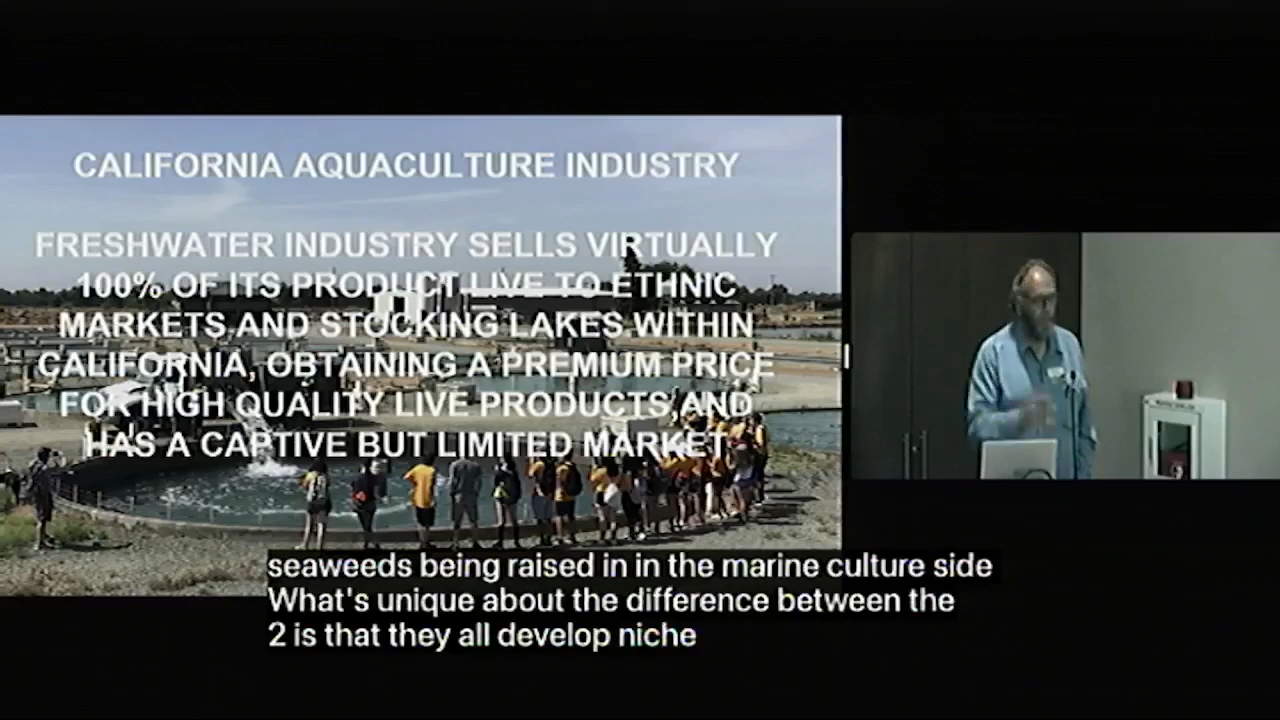 CALIFORNIA AQUACULTURE INDUSTRY
FRESHWATER INDUSTRY SELLS VIRTUALLY
100% OF ITS PRODUCT LIVE TO ETHNIC
MARKETS AND STOCKING LAKES WITHIN
CALIFORNIA, OBTAINING A PREMIUM PRICE
FOR HIGH QUALITY LIVE PRODUCTS,AND
HAS A CAPTIVE BUT LIMITED MARKET
seaweeds being raised in in the marine culture side
What's unique about the difference between the
2 is that they all develop niche